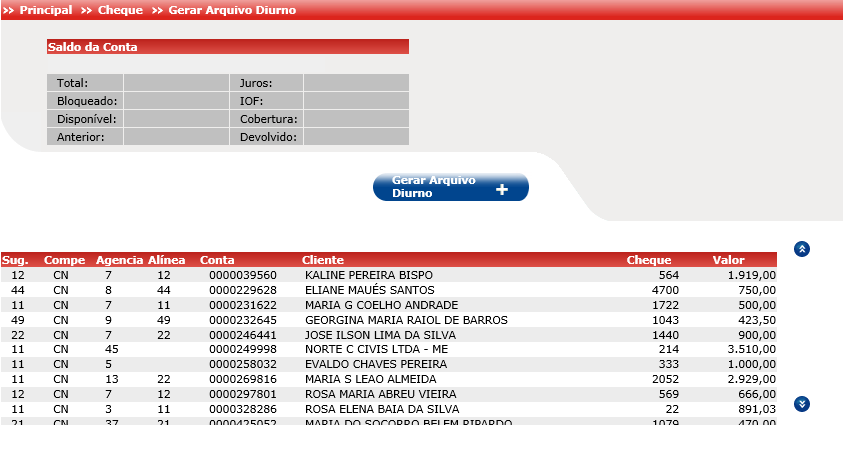 >> Principal >> Cheque >> Gerar Arquivo Diurno
Saldo da Conta
Total: Juros:
Bloqueado: IOF:
Disponível: Cobertura:
Anterior: Devolvido:
Gerar Arquivo
Diurno
Sug. Compe Agencia Alínea Conta Cliente Cheque Valor
12 CN 7 12 0000039560 KALINE PEREIRA BISPO 564 1.919,00
44 CN 8 44 0000229628 ELIANE MAUÉS SANTOS 4700 750,00
11 CN 7 11 0000231622 MARIA G COELHO ANDRADE 1722 500,00
49 CN 9 49 0000232645 GEORGINA MARIA RAIOL DE BARROS 1043 423,50
22 CN 7 22 0000246441 JOSE ILSON LIMA DA SILVA 1440 900,00
11 CN 45 0000249998 NORTE C CIVIS LTDA - ME 214 3.510,00
11 CN 5 0000258032 EVALDO CHAVES PEREIRA 333 1.000,00
11 CN 13 22 0000269816 MARIA S LEAO ALMEIDA 2052 2.929,00
12 CN 7 12 0000297801 ROSA MARIA ABREU VIEIRA 569 666,00
11 CN 3 11 0000328286 ROSA ELENA BAIA DA SILVA 22 891,03
21 CN 37 21 0000425052 MARIA DO SOCORRO BELEM 1079 470,00